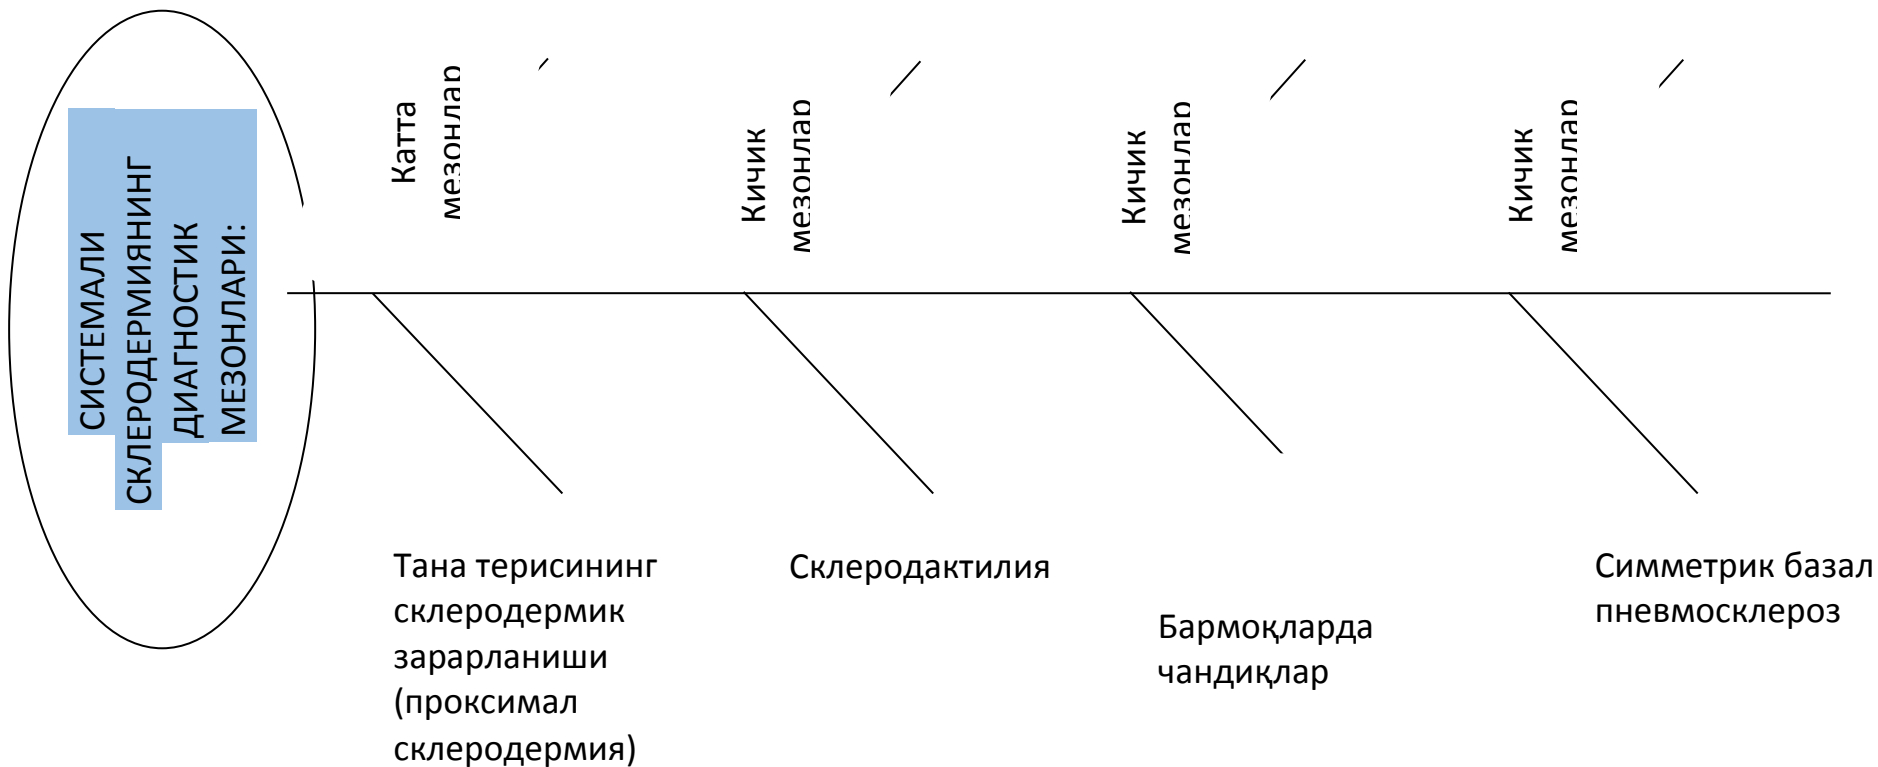 СИСТЕМАЛИ
СКЛЕРОДЕРМИЯНИНГ
ДИАГНОСТИК
МЕЗОНЛАРИ:
Катта
мезонлар
Кичик
мезонлар
Кичик
мезонлар
Кичик
мезонлар
Тана терисининг
склеродермик
зарарланиши
(проксимал
склеродермия)
Склеродактилия
Бармоқларда
чандиқлар
Симметрик базал
пневмосклероз